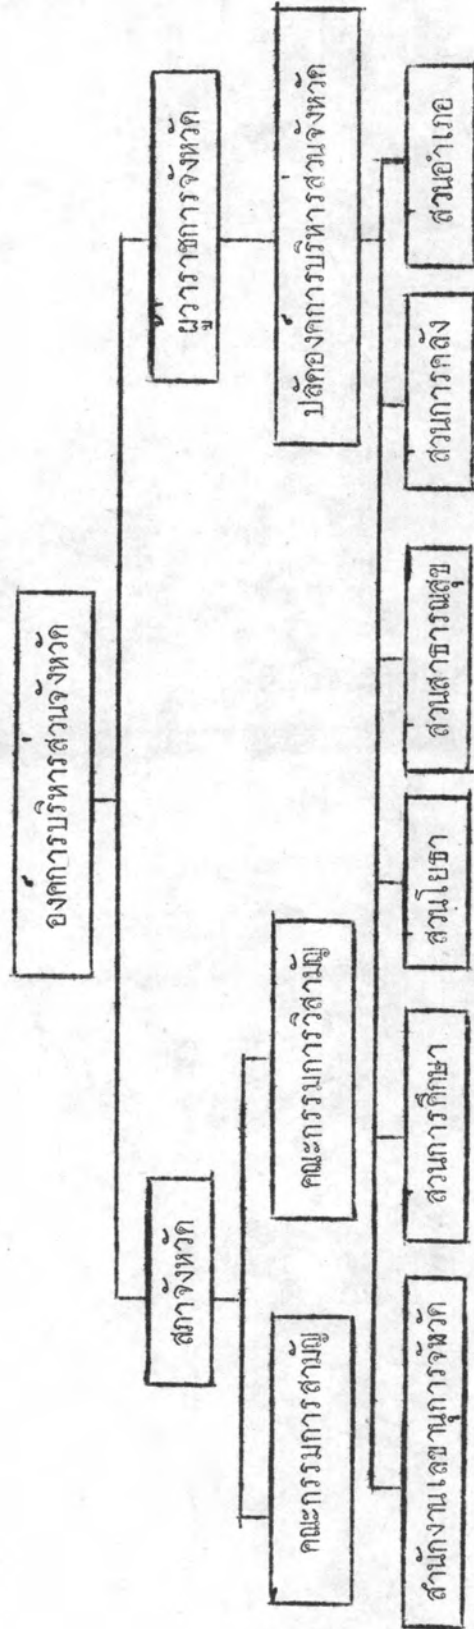 องค์การบริหารส่วนจังหวัด
สภาจังหวัด
ผู้ว่าราชการจังหวัด
คณะกรรมการสามัญ
คณะกรรมการวิสามัญ
ปลัดองค์การบริหารส่วนจังหวัด
สำนักงานเลขานุการจังหวัด
ส่วนการศึกษา
ส่วนโยธา
ส่วนสาธารณสุข
ส่วนการคลัง
ส่วนอำเภอ